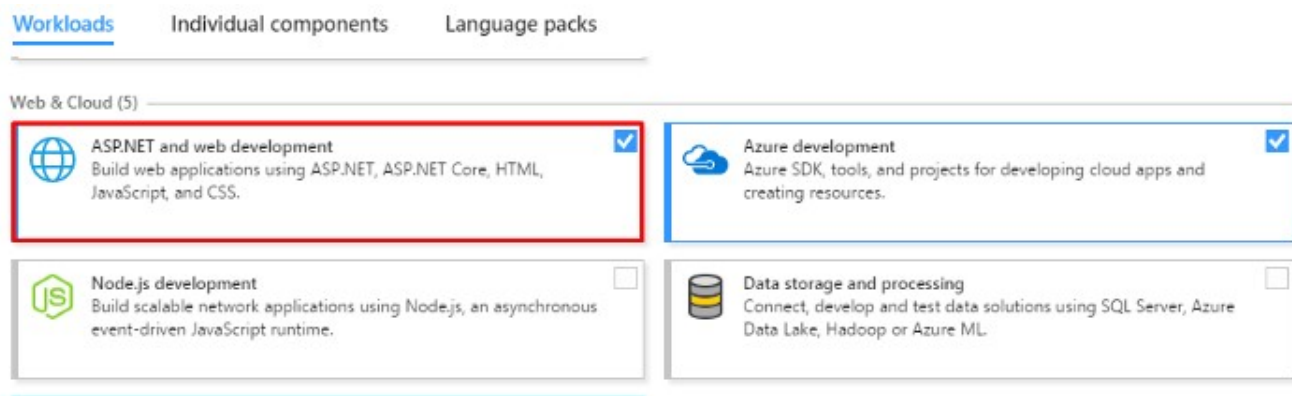 Workloads Individual components Language packs
Web & Cloud (5)
ASP.NET and web development
Build web applications using ASP.NET, ASP.NET Core, HTML,
JavaScript, and CSS.
Azure development
Azure SDK, tools, and projects for developing cloud apps and
creating resources.
JS
Node.js development
Build scalable network applications using Node.js, an asynchronous
event-driven JavaScript runtime.
Data storage and processing
Connect, develop and test data solutions using SQL Server, Azure
Data Lake, Hadoop or Azure ML.